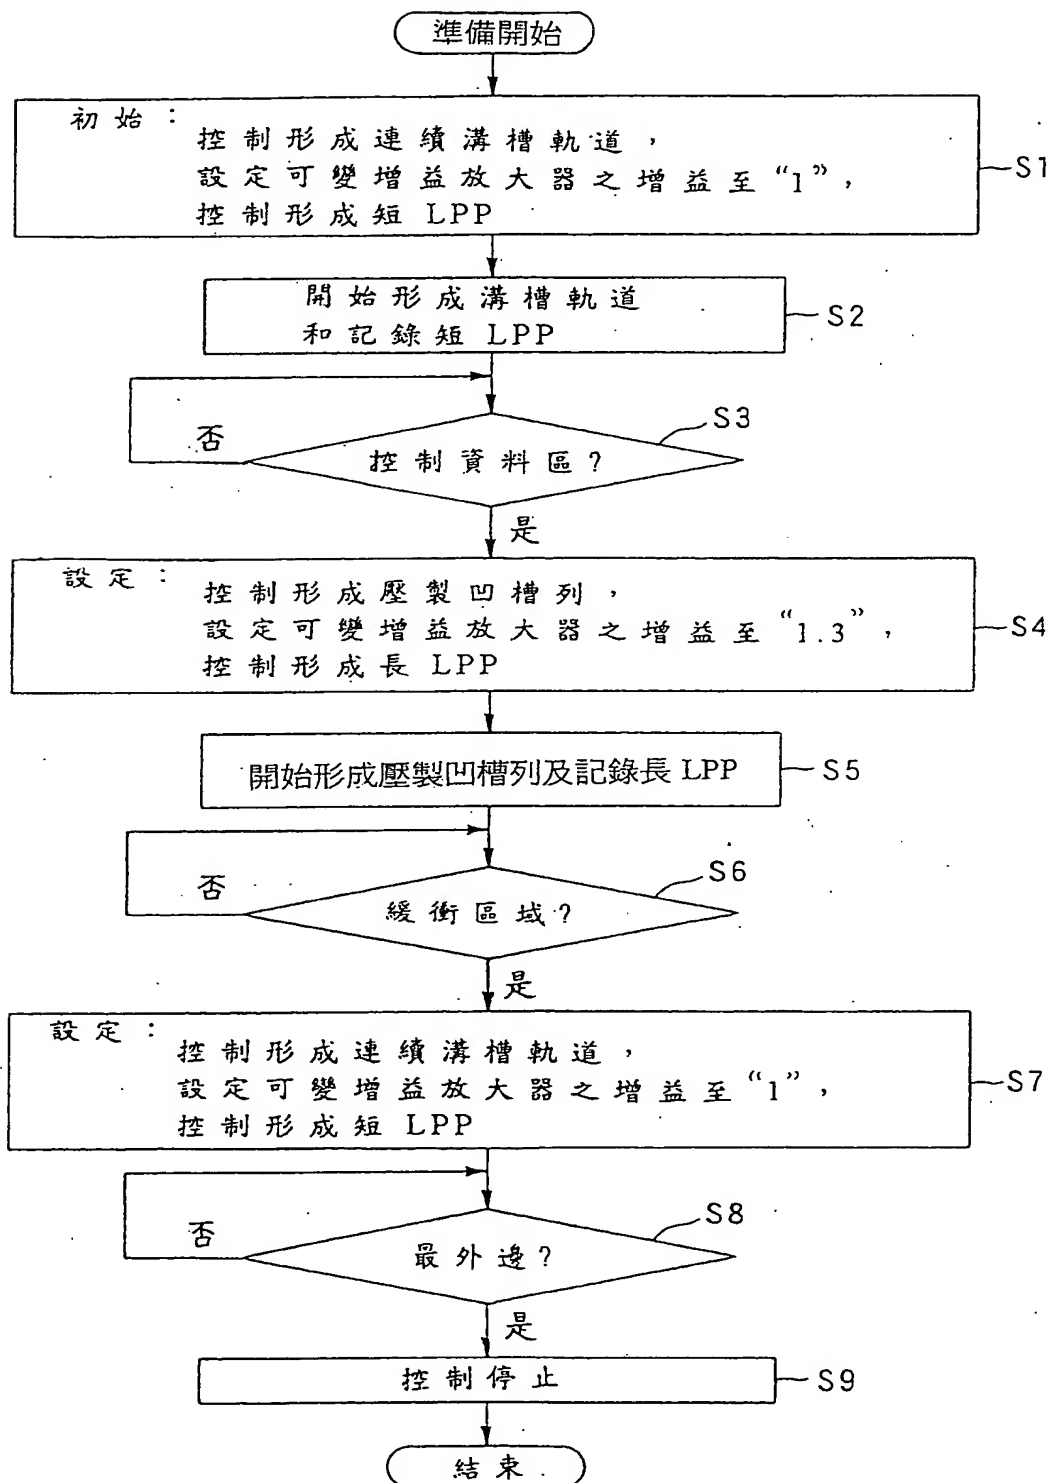 準備開始
初始：
控制形成連續溝槽軌道，
設定可變增益放大器之增益至“1”，
控制形成短 LPP
S1
開始形成溝槽軌道
和記錄短 LPP
S2
S3
否
控制資料區？
是
設定：
控制形成壓製凹槽列，
設定可變增益放大器之增益至“1.3”，
控制形成長 LPP
S4
開始形成壓製凹槽列及記錄長 LPP
S5
S6
否
緩衝區域？
是
設定：
控制形成連續溝槽軌道，
設定可變增益放大器之增益至“1”，
控制形成短 LPP
S7
S8
否
最外邊？
是
控制停止
S9
結束